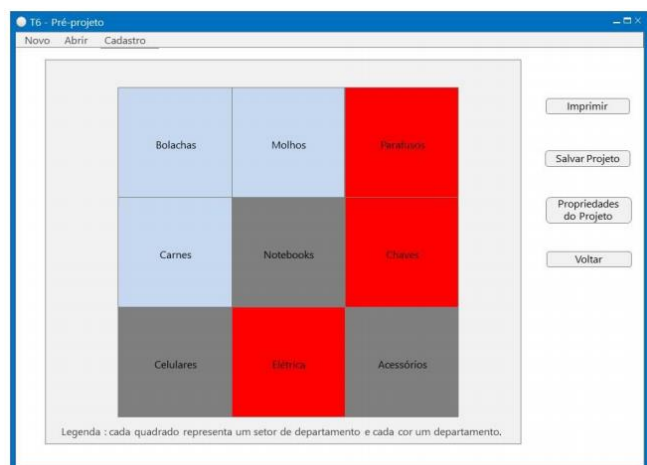 T6 - Pré-projeto
Novo Abrir Cadastro
Bolachas Molhos Parafusos
Carnes Notebooks Chaves
Celulares Elétrica Acessórios
Legenda : cada quadrado representa um setor de departamento e cada cor um departamento.
Imprimir
Salvar Projeto
Propriedades
do Projeto
Voltar